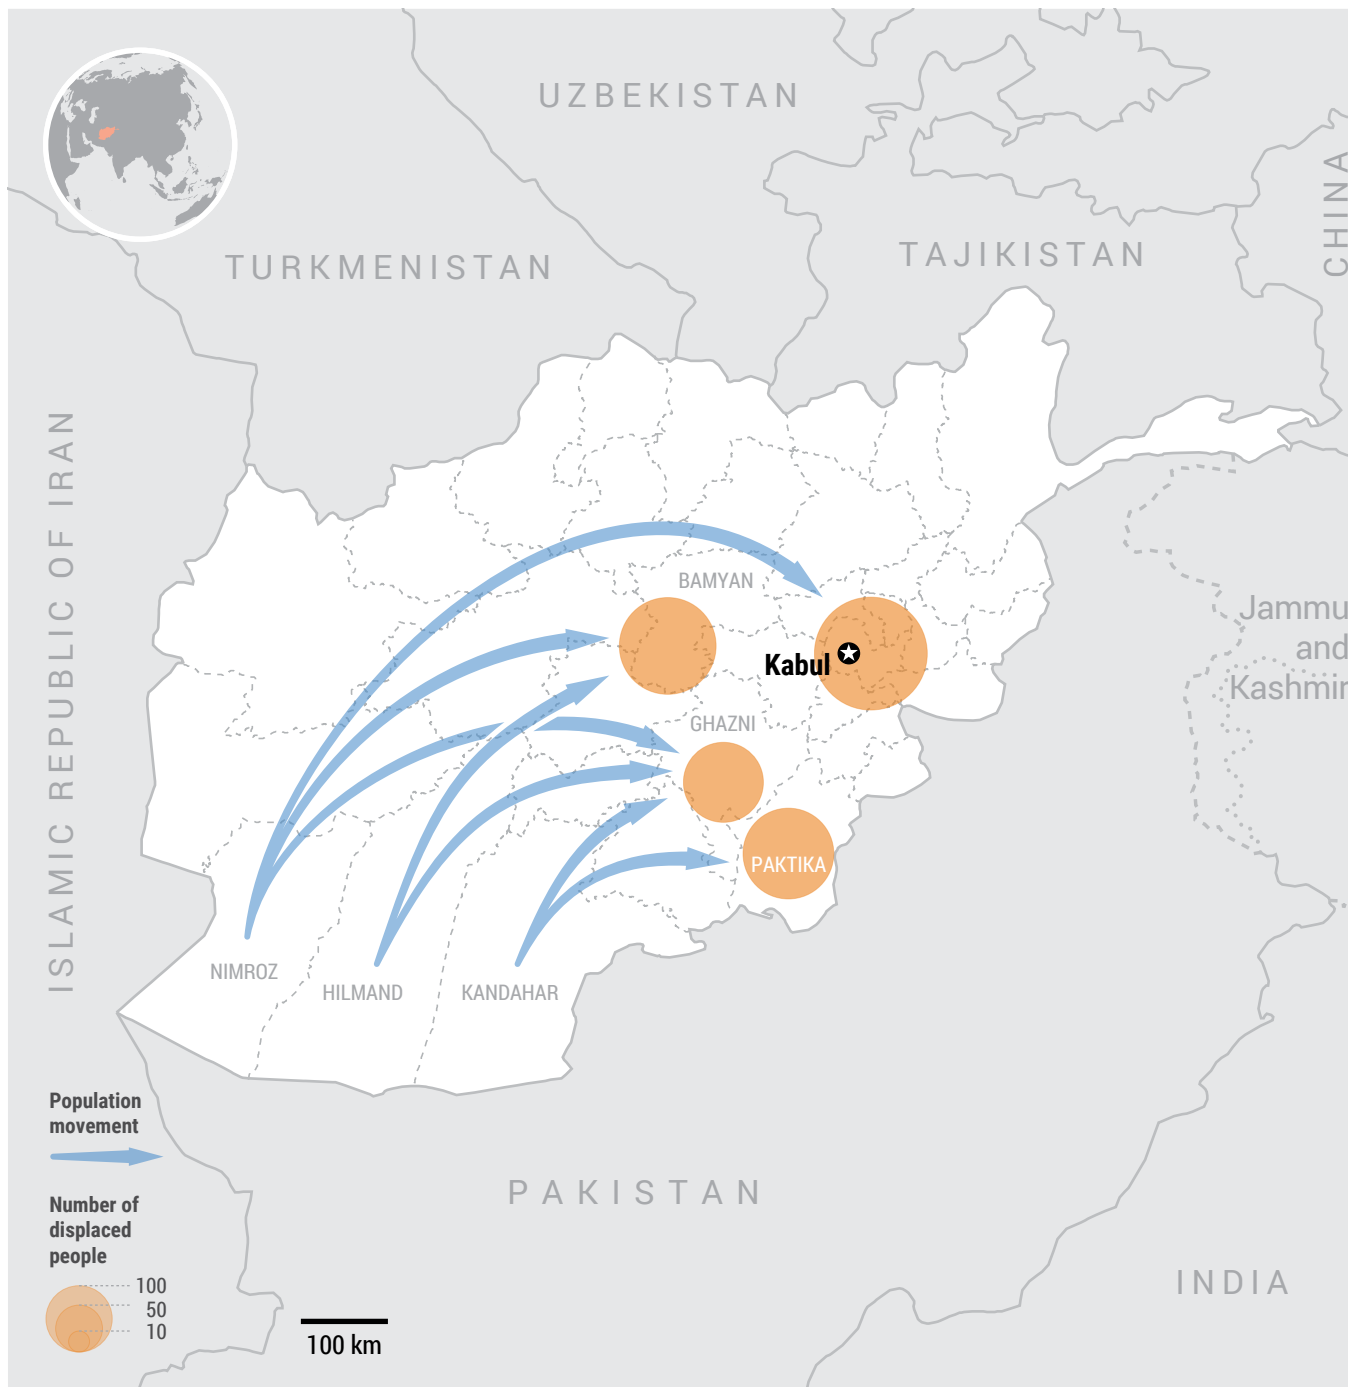 UZBEKISTAN
CHINA
TURKMENISTAN
TAJIKISTAN
ISLAMIC REPUBLIC OF IRAN
BAMYAN
Jammu
and
Kashmir
Kabul
GHAZNI
PAKTIKA
NIMROZ
HILMAND
KANDAHAR
Population
movement
PAKISTAN
Number of
displaced
people
INDIA
100
50
10
100 km